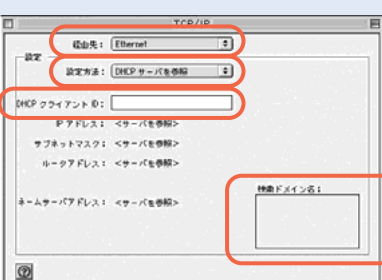 TCP/IP
経由先： Ethernet
設定
設定方法： DHCP サーバを参照
DHCP クライアント ID：
IP アドレス： <サーバを参照>
サブネットマスク： <サーバを参照>
ルータアドレス： <サーバを参照>
検索ドメイン名：
ネームサーバアドレス： <サーバを参照>
?